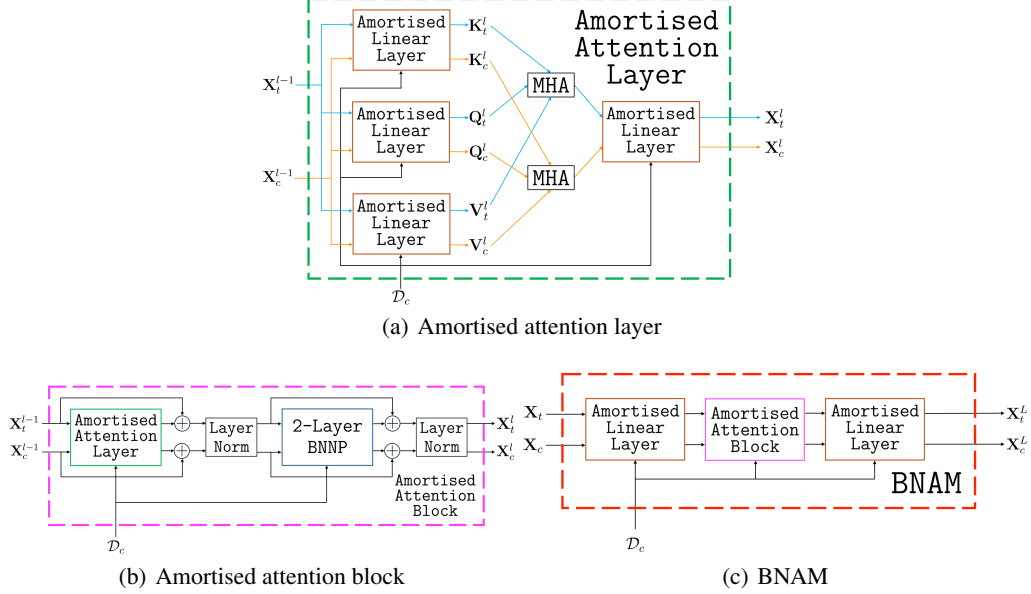 Amortised
Linear
Layer
K_t^l
K_c^l
Amortised
Attention
Layer
X_t^{l-1}
MHA
Amortised
Linear
Layer
Q_t^l
Q_c^l
Amortised
Linear
Layer
X_t^l
X_c^l
X_c^{l-1}
MHA
Amortised
Linear
Layer
V_t^l
V_c^l
D_c
(a) Amortised attention layer
X_t^{l-1}
X_c^{l-1}
Amortised
Attention
Layer
Layer
Norm
2-Layer
BNNP
Layer
Norm
X_t^l
X_c^l
Amortised
Attention
Block
D_c
(b) Amortised attention block
X_t
X_c
Amortised
Linear
Layer
Amortised
Attention
Block
Amortised
Linear
Layer
X_t^L
X_c^L
BNAM
D_c
(c) BNAM